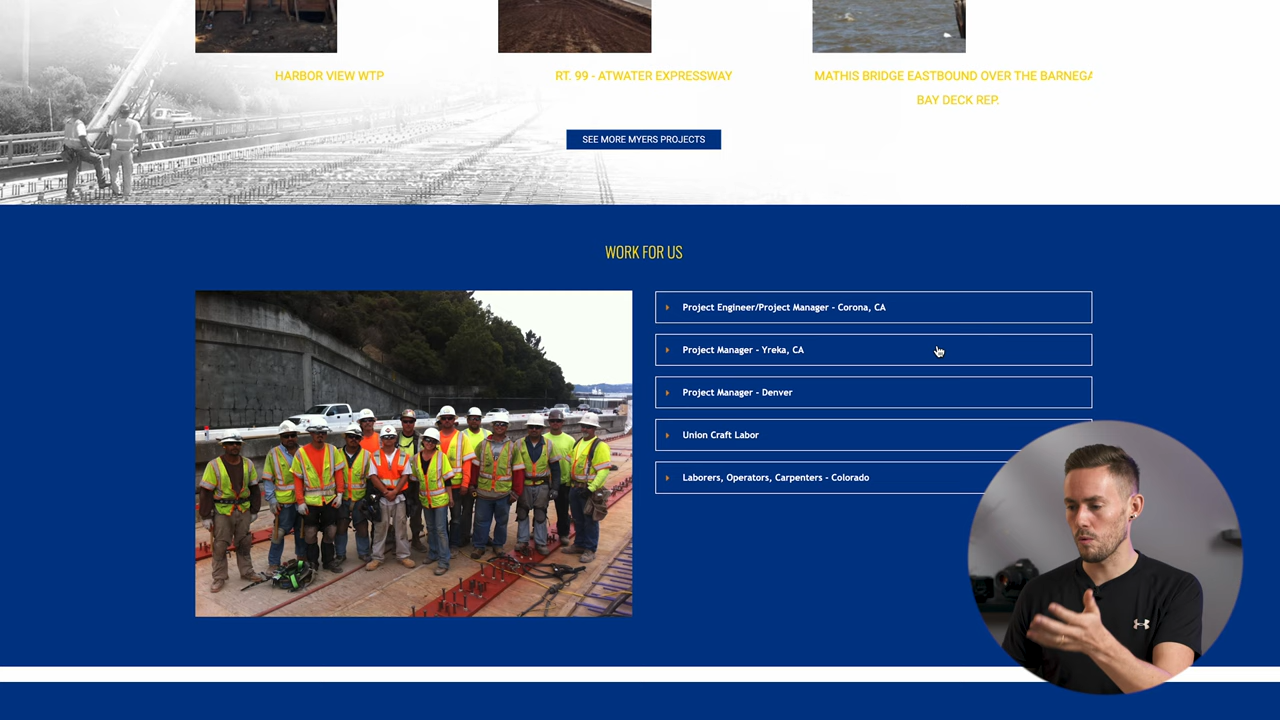 HARBOR VIEW WTP
RT. 99 - ATWATER EXPRESSWAY
MATHIS BRIDGE EASTBOUND OVER THE BARNEGA
BAY DECK REP.
SEE MORE MYERS PROJECTS
WORK FOR US
Project Engineer/Project Manager - Corona, CA
Project Manager - Yreka, CA
Project Manager - Denver
Union Craft Labor
Laborers, Operators, Carpenters - Colorado